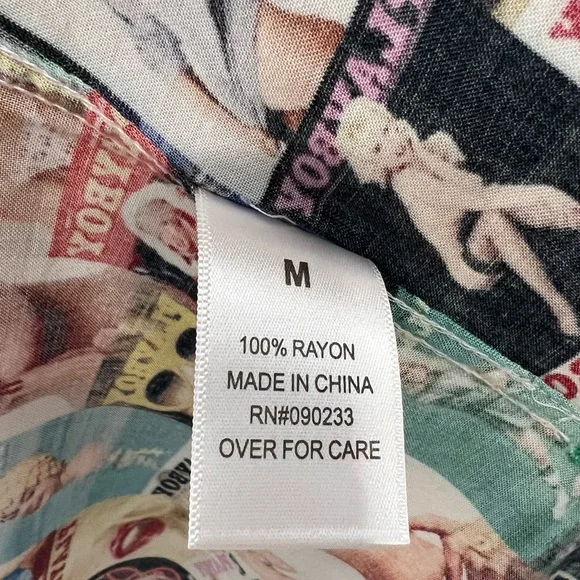 M
100% RAYON
MADE IN CHINA
RN#090233
OVER FOR CARE